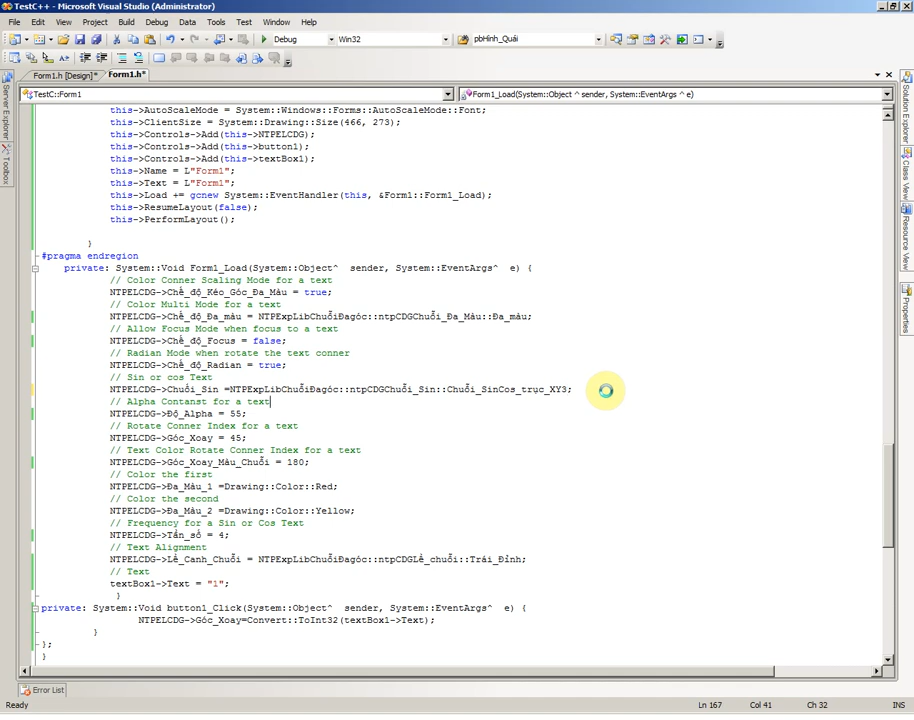 TestC++ - Microsoft Visual Studio (Administrator)
File Edit View Project Build Debug Data Tools Test Window Help
Debug Win32 pbHình_Quái
Form1.h [Design]* Form1.h*
TestC::Form1 Form1_Load(System::Object ^ sender, System::EventArgs ^ e)
this->AutoScaleMode = System::Windows::Forms::AutoScaleMode::Font;
this->ClientSize = System::Drawing::Size(466, 273);
this->Controls->Add(this->NTPELCDG);
this->Controls->Add(this->button1);
this->Controls->Add(this->textBox1);
this->Name = L"Form1";
this->Text = L"Form1";
this->Load += gcnew System::EventHandler(this, &Form1::Form1_Load);
this->ResumeLayout(false);
this->PerformLayout();
}
#pragma endregion
private: System::Void Form1_Load(System::Object^ sender, System::EventArgs^ e) {
// Color Conner Scaling Mode for a text
NTPELCDG->Chế_độ_Kéo_Góc_Đa_Màu = true;
// Color Multi Mode for a text
NTPELCDG->Chế_độ_Đa_màu = NTPExpLibChuỗiĐagóc::ntpCDGChuỗi_Đa_Màu::Đa_màu;
// Allow Focus Mode when focus to a text
NTPELCDG->Chế_độ_Focus = false;
// Radian Mode when rotate the text conner
NTPELCDG->Chế_độ_Radian = true;
// Sin or cos Text
NTPELCDG->Chuỗi_Sin =NTPExpLibChuỗiĐagóc::ntpCDGChuỗi_Sin::Chuỗi_SinCos_trục_XY3;
// Alpha Contanst for a text
NTPELCDG->Độ_Alpha = 55;
// Rotate Conner Index for a text
NTPELCDG->Góc_Xoay = 45;
// Text Color Rotate Conner Index for a text
NTPELCDG->Góc_Xoay_Màu_Chuỗi = 180;
// Color the first
NTPELCDG->Đa_Màu_1 =Drawing::Color::Red;
// Color the second
NTPELCDG->Đa_Màu_2 =Drawing::Color::Yellow;
// Frequency for a Sin or Cos Text
NTPELCDG->Tần_số = 4;
// Text Alignment
NTPELCDG->Lề_Canh_Chuỗi = NTPExpLibChuỗiĐagóc::ntpCDGLề_chuỗi::Trái_Đỉnh;
// Text
textBox1->Text = "1";
}
private: System::Void button1_Click(System::Object^ sender, System::EventArgs^ e) {
NTPELCDG->Góc_Xoay=Convert::ToInt32(textBox1->Text);
}
};
}
Server Explorer
Toolbox
Solution Explorer
Class View
Resource View
Properties
Error List
Ready Ln 167 Col 41 Ch 32 INS